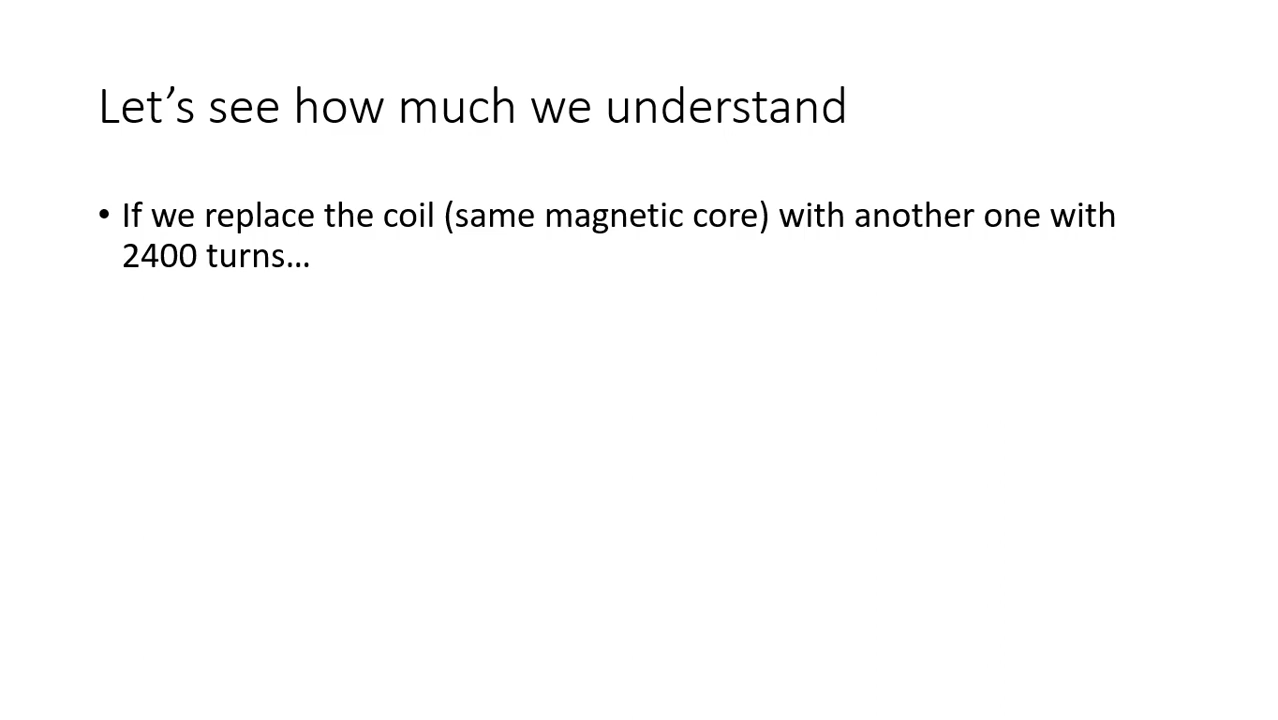 Let’s see how much we understand
• If we replace the coil (same magnetic core) with another one with
2400 turns…